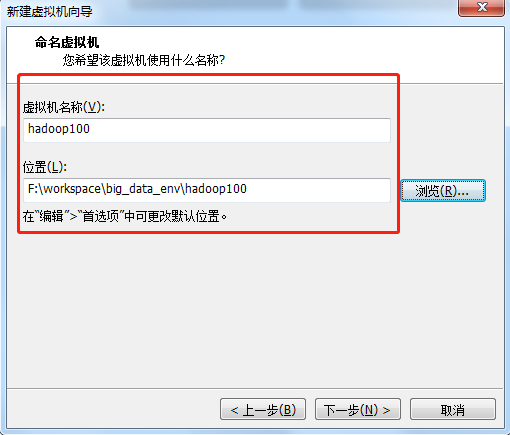 新建虚拟机向导
命名虚拟机
您希望该虚拟机使用什么名称?
虚拟机名称(V):
hadoop100
位置(L):
F:\workspace\big_data_env\hadoop100
浏览(R)...
在"编辑">"首选项"中可更改默认位置。
< 上一步(B)
下一步(N) >
取消